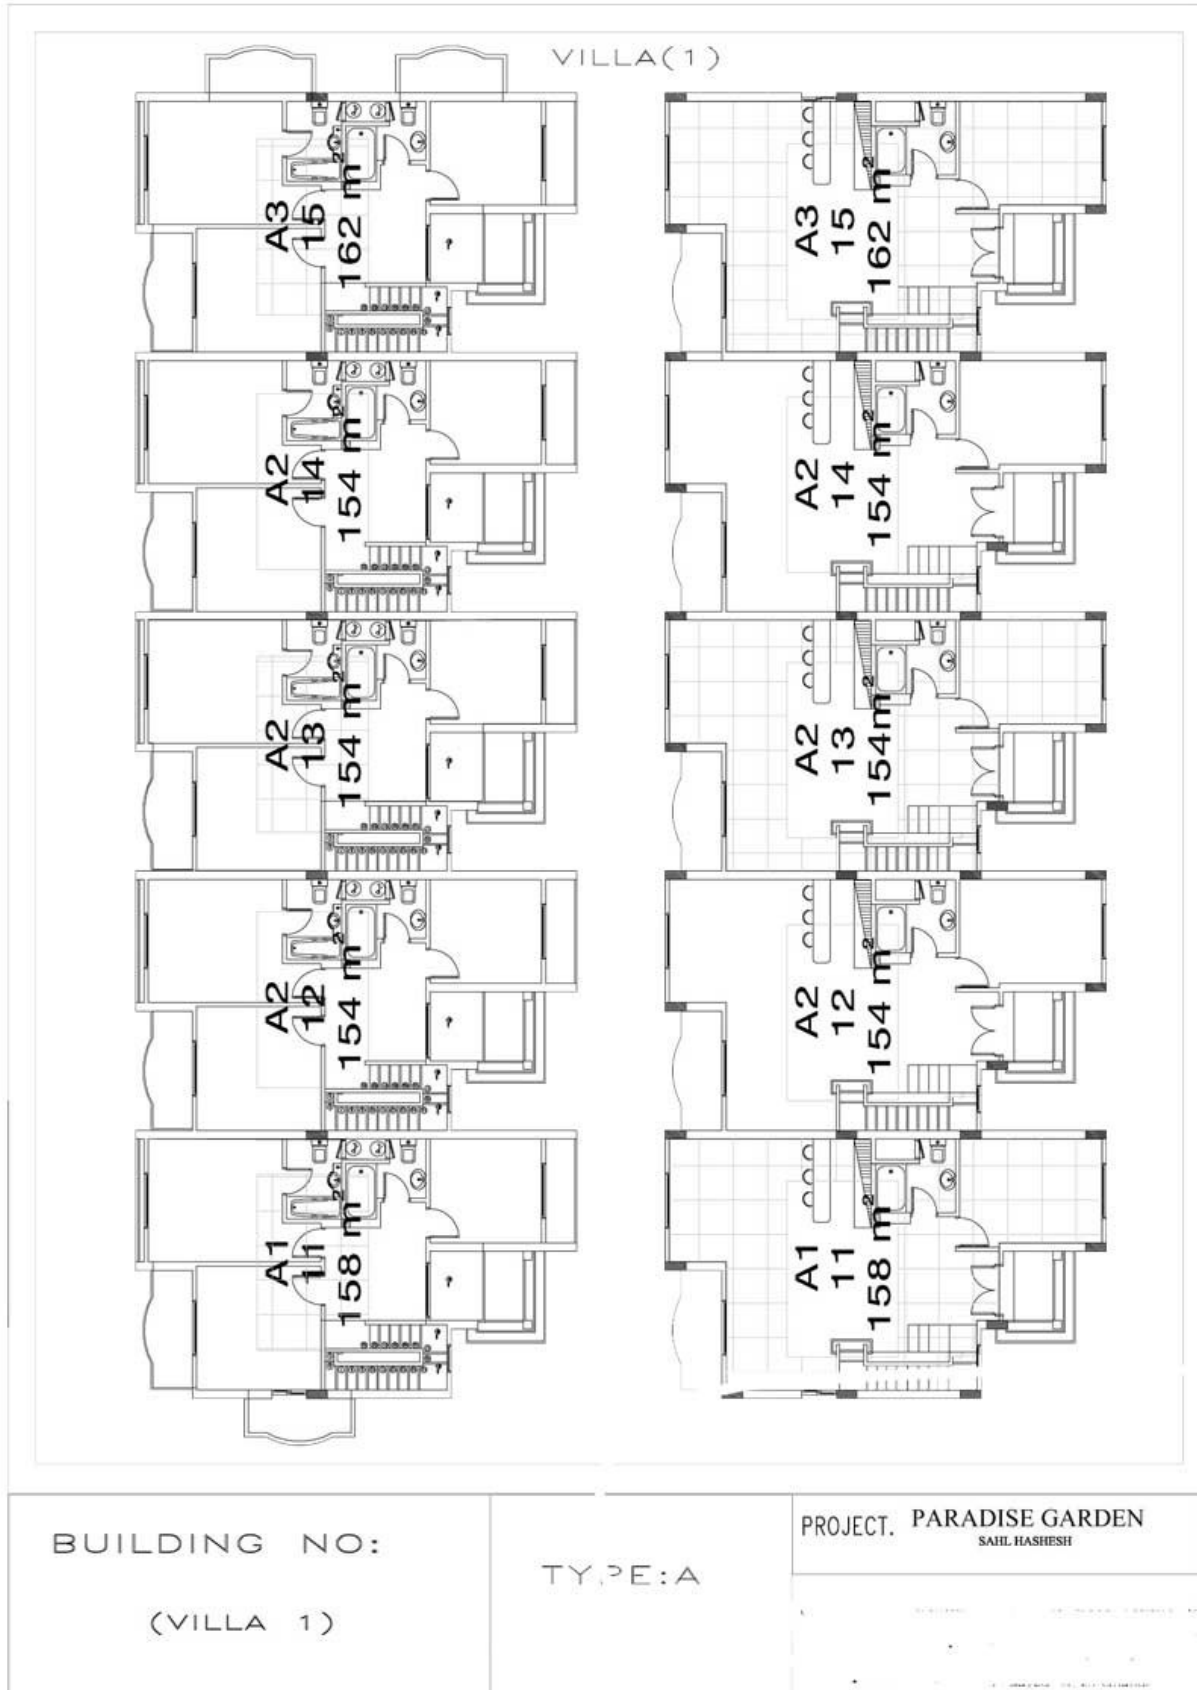 VILLA(1)
A3
15
162 m2
A3
15
162 m2
A2
14
154 m2
A2
14
154 m2
A2
13
154 m2
A2
13
154m2
A2
12
154 m2
A2
12
154 m2
A1
11
158 m2
A1
11
158 m2
BUILDING NO:
(VILLA 1)
TYPE:A
PROJECT. PARADISE GARDEN
SAHL HASHESH